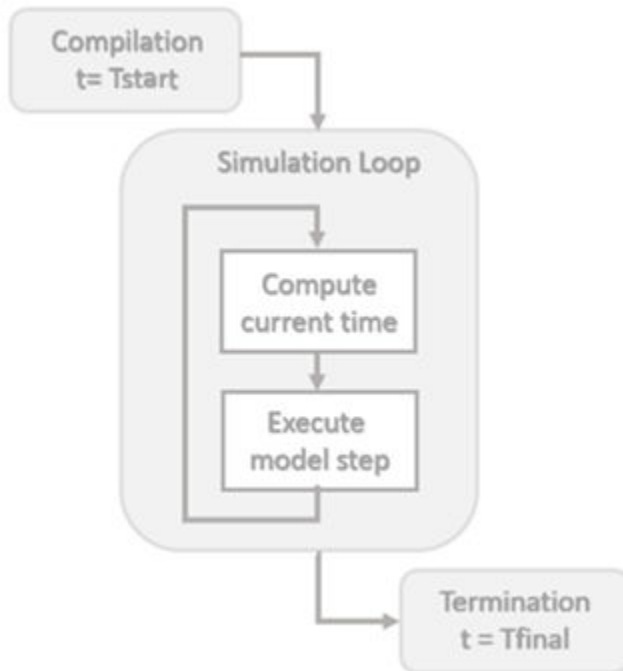 Compilation
t= Tstart
Simulation Loop
Compute
current time
Execute
model step
Termination
t = Tfinal